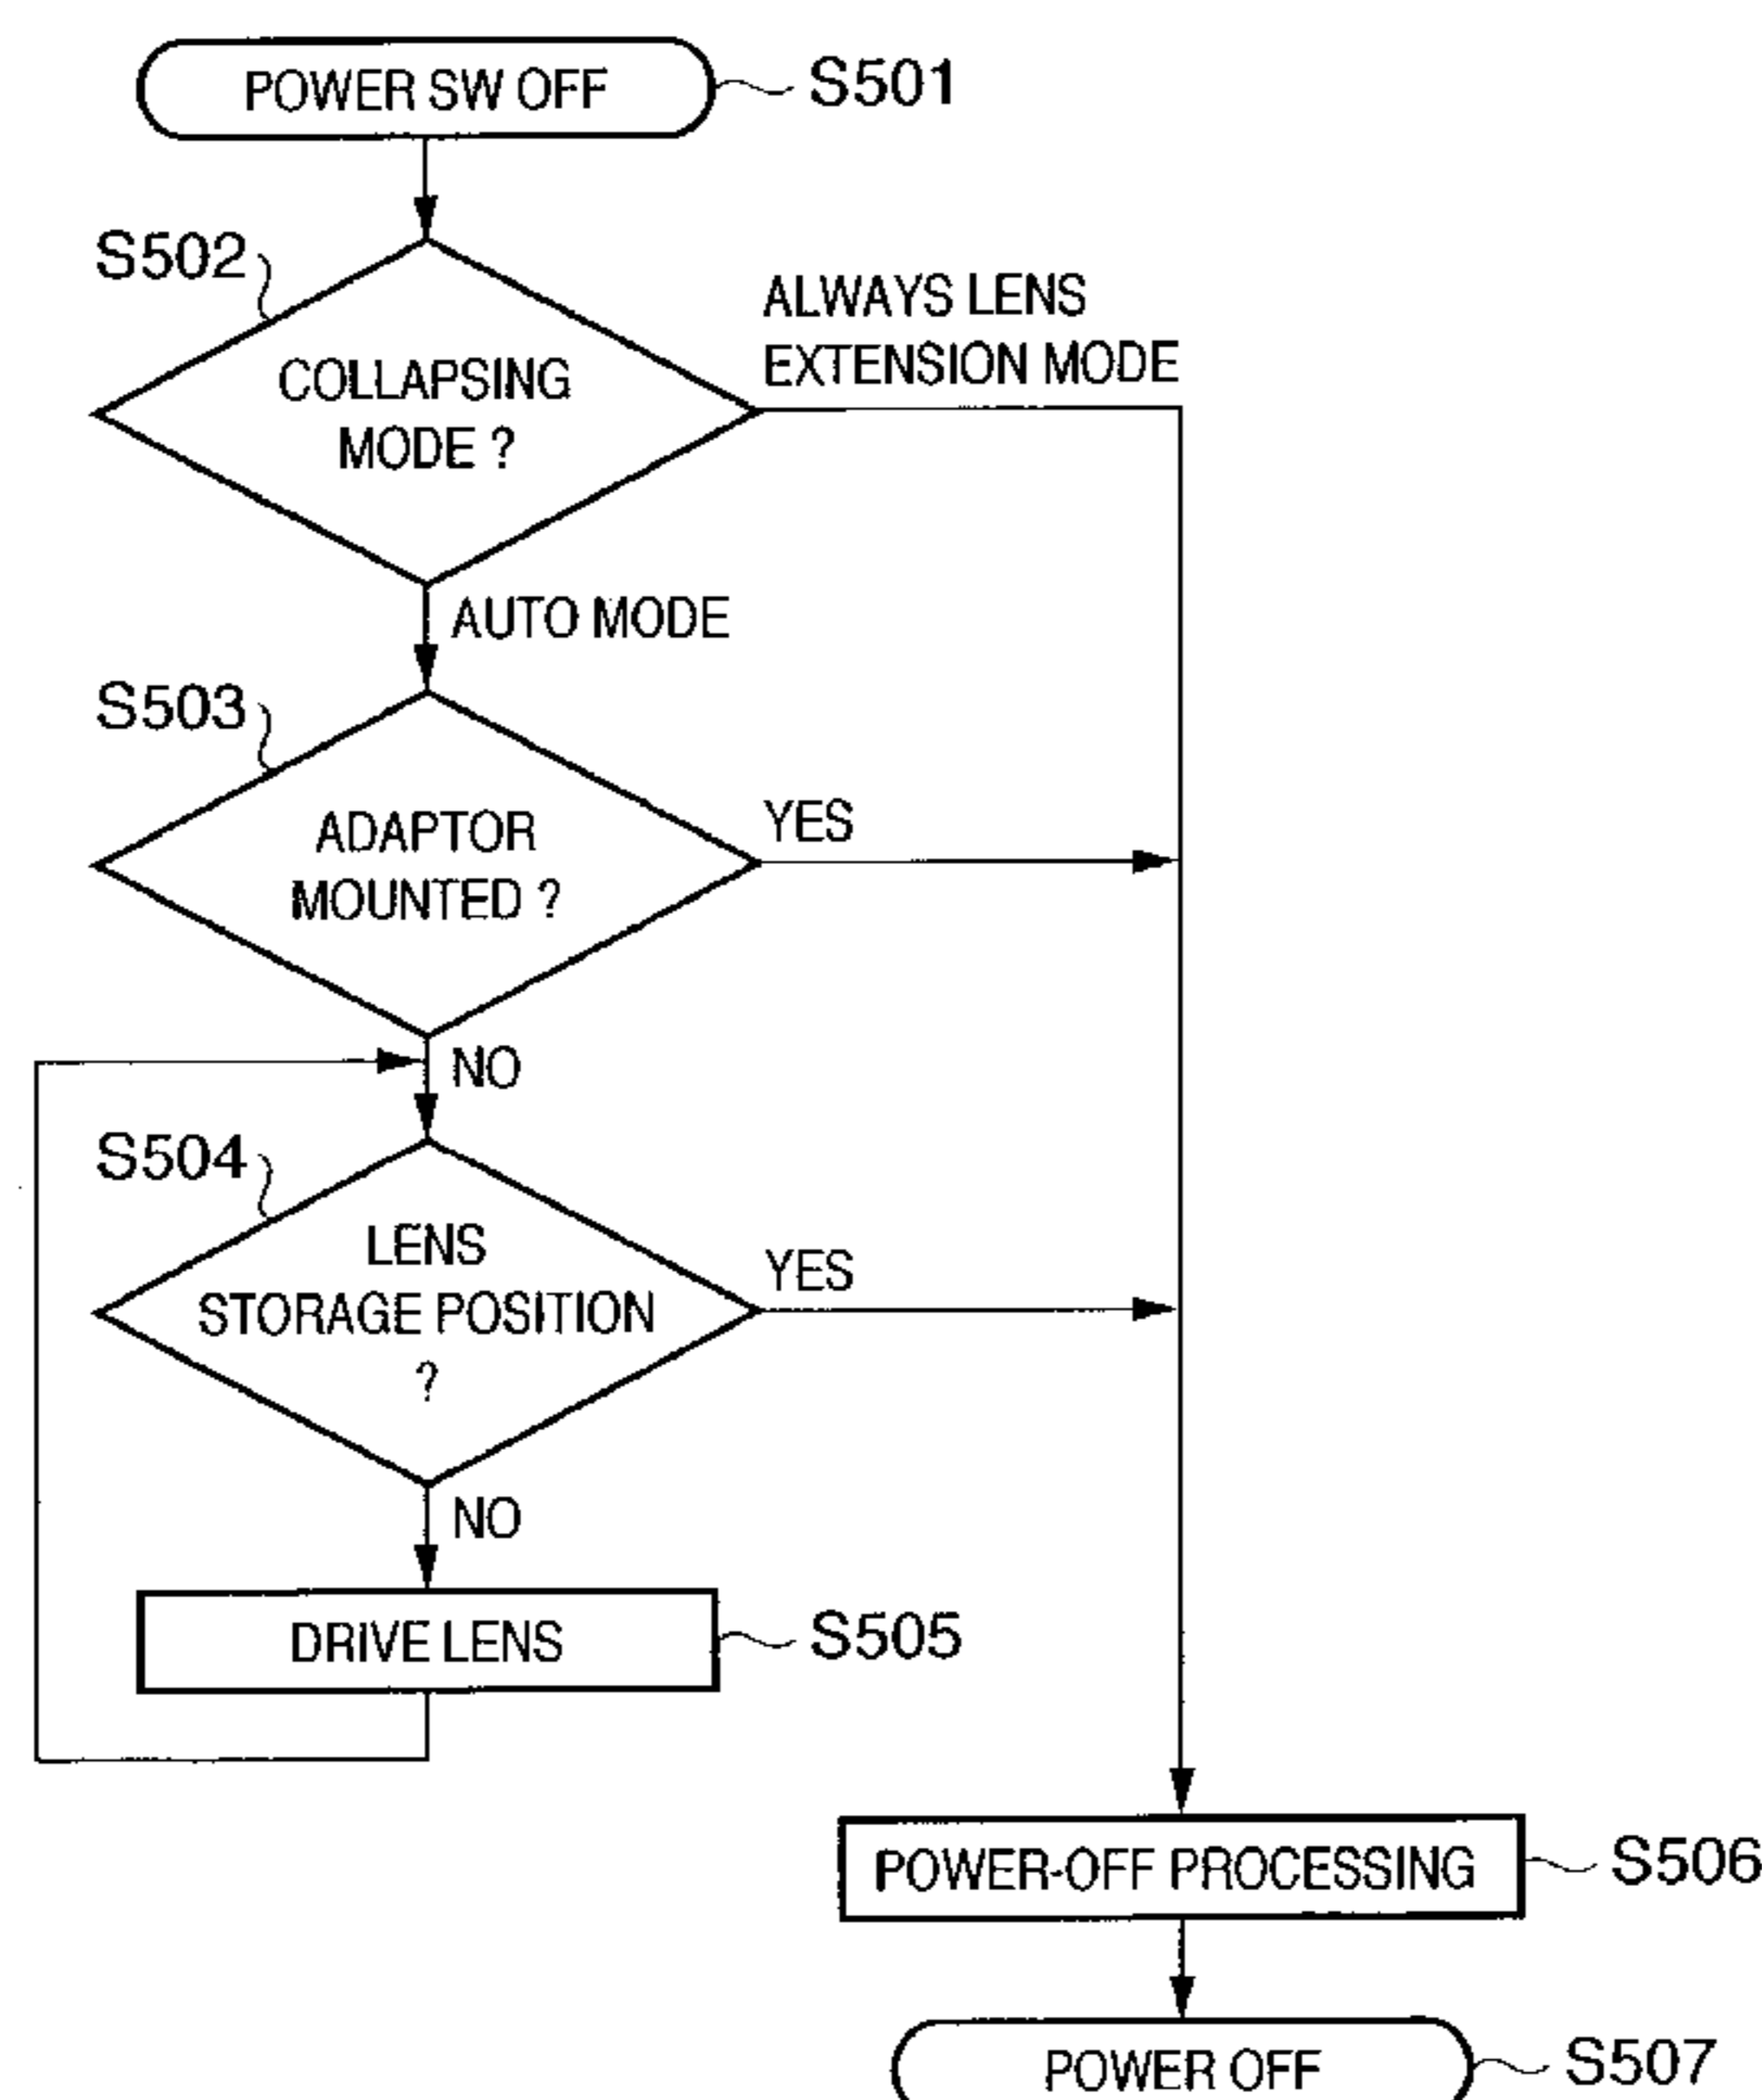 POWER SW OFF
S501
S502
COLLAPSING
MODE ?
ALWAYS LENS
EXTENSION MODE
AUTO MODE
S503
ADAPTOR
MOUNTED ?
YES
NO
S504
LENS
STORAGE POSITION
?
YES
NO
DRIVE LENS
S505
POWER-OFF PROCESSING
S506
POWER OFF
S507